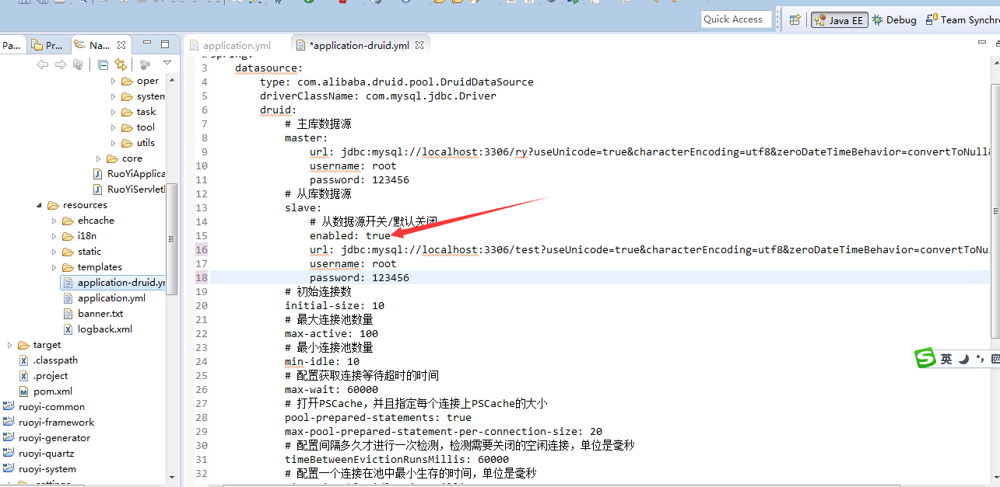 Quick Access
Java EE
Debug
Team Synchro
Pa...
Pr...
Na...
application.yml
*application-druid.yml
oper
system
task
tool
utils
core
RuoYiApplica
RuoYiServletI
resources
ehcache
i18n
static
templates
application-druid.yr
application.yml
banner.txt
logback.xml
target
.classpath
.project
pom.xml
ruoyi-common
ruoyi-framework
ruoyi-generator
ruoyi-quartz
ruoyi-system
2 spring:
3 datasource:
4 type: com.alibaba.druid.pool.DruidDataSource
5 driverClassName: com.mysql.jdbc.Driver
6 druid:
7 # 主库数据源
8 master:
9 url: jdbc:mysql://localhost:3306/ry?useUnicode=true&characterEncoding=utf8&zeroDateTimeBehavior=convertToNull&
10 username: root
11 password: 123456
12 # 从库数据源
13 slave:
14 # 从数据源开关/默认关闭
15 enabled: true
16 url: jdbc:mysql://localhost:3306/test?useUnicode=true&characterEncoding=utf8&zeroDateTimeBehavior=convertToNul
17 username: root
18 password: 123456
19 # 初始连接数
20 initial-size: 10
21 # 最大连接池数量
22 max-active: 100
23 # 最小连接池数量
24 min-idle: 10
25 # 配置获取连接等待超时的时间
26 max-wait: 60000
27 # 打开PSCache，并且指定每个连接上PSCache的大小
28 pool-prepared-statements: true
29 max-pool-prepared-statement-per-connection-size: 20
30 # 配置间隔多久才进行一次检测，检测需要关闭的空闲连接，单位是毫秒
31 timeBetweenEvictionRunsMillis: 60000
32 # 配置一个连接在池中最小生存的时间，单位是毫秒
S 英